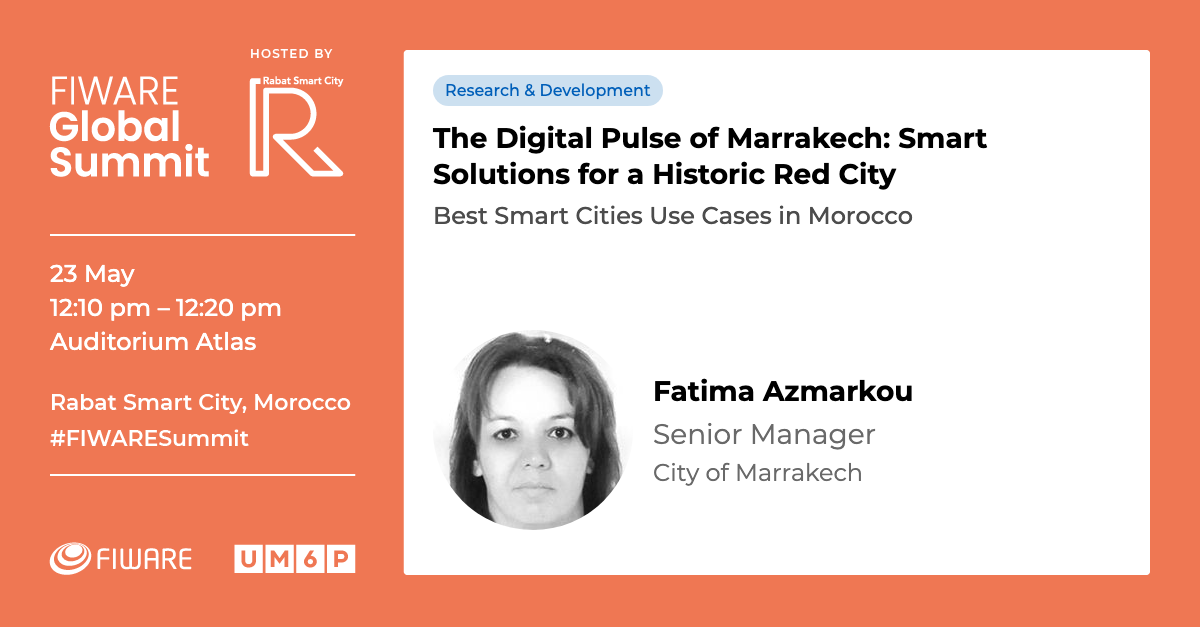 HOSTED BY
FIWARE
Global
Summit
Rabat Smart City
R
23 May
12:10 pm – 12:20 pm
Auditorium Atlas
Rabat Smart City, Morocco
#FIWARESummit
FIWARE
UM6P
Research & Development
The Digital Pulse of Marrakech: Smart
Solutions for a Historic Red City
Best Smart Cities Use Cases in Morocco
Fatima Azmarkou
Senior Manager
City of Marrakech